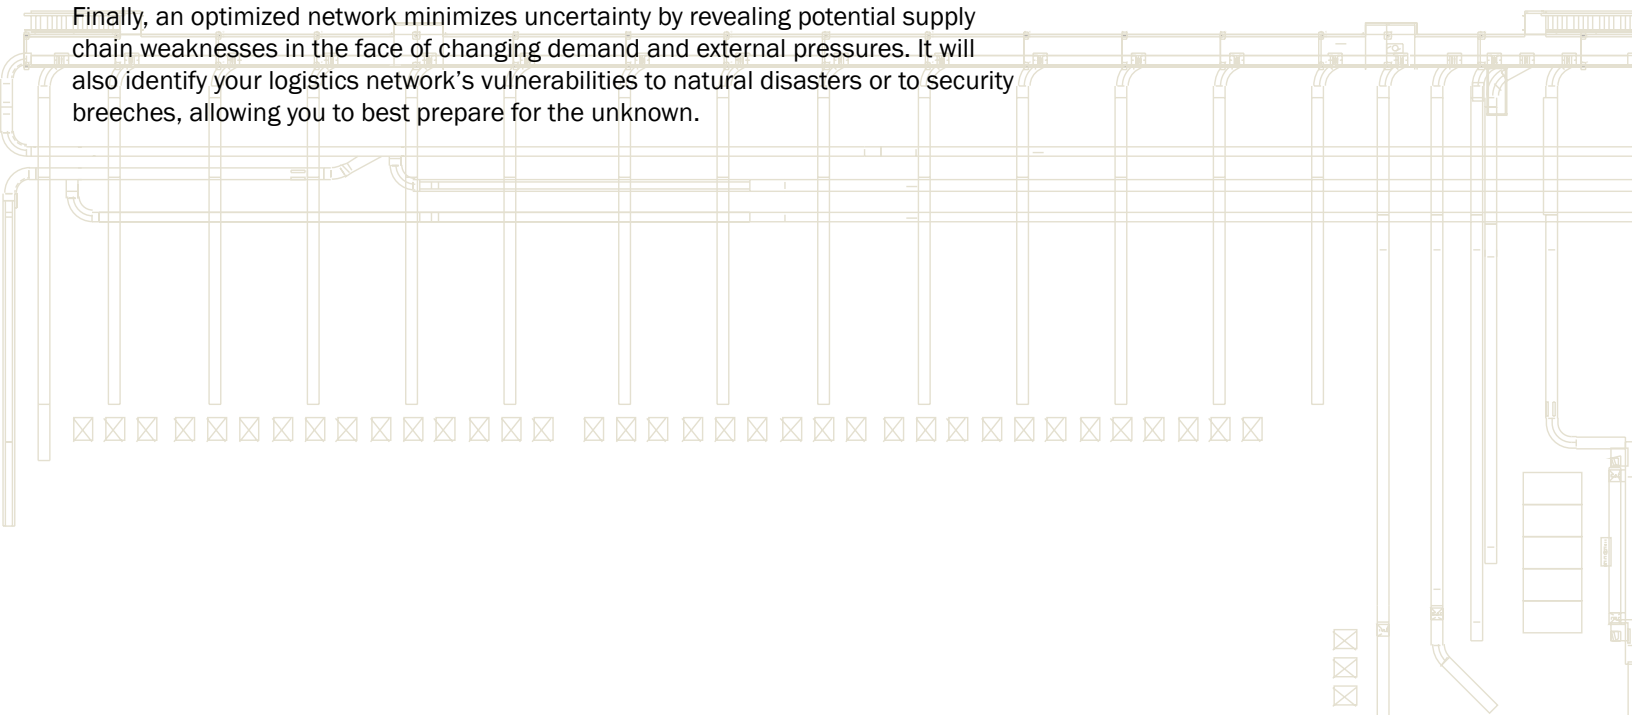 Finally, an optimized network minimizes uncertainty by revealing potential supply
chain weaknesses in the face of changing demand and external pressures. It will
also identify your logistics network’s vulnerabilities to natural disasters or to security
breeches, allowing you to best prepare for the unknown.